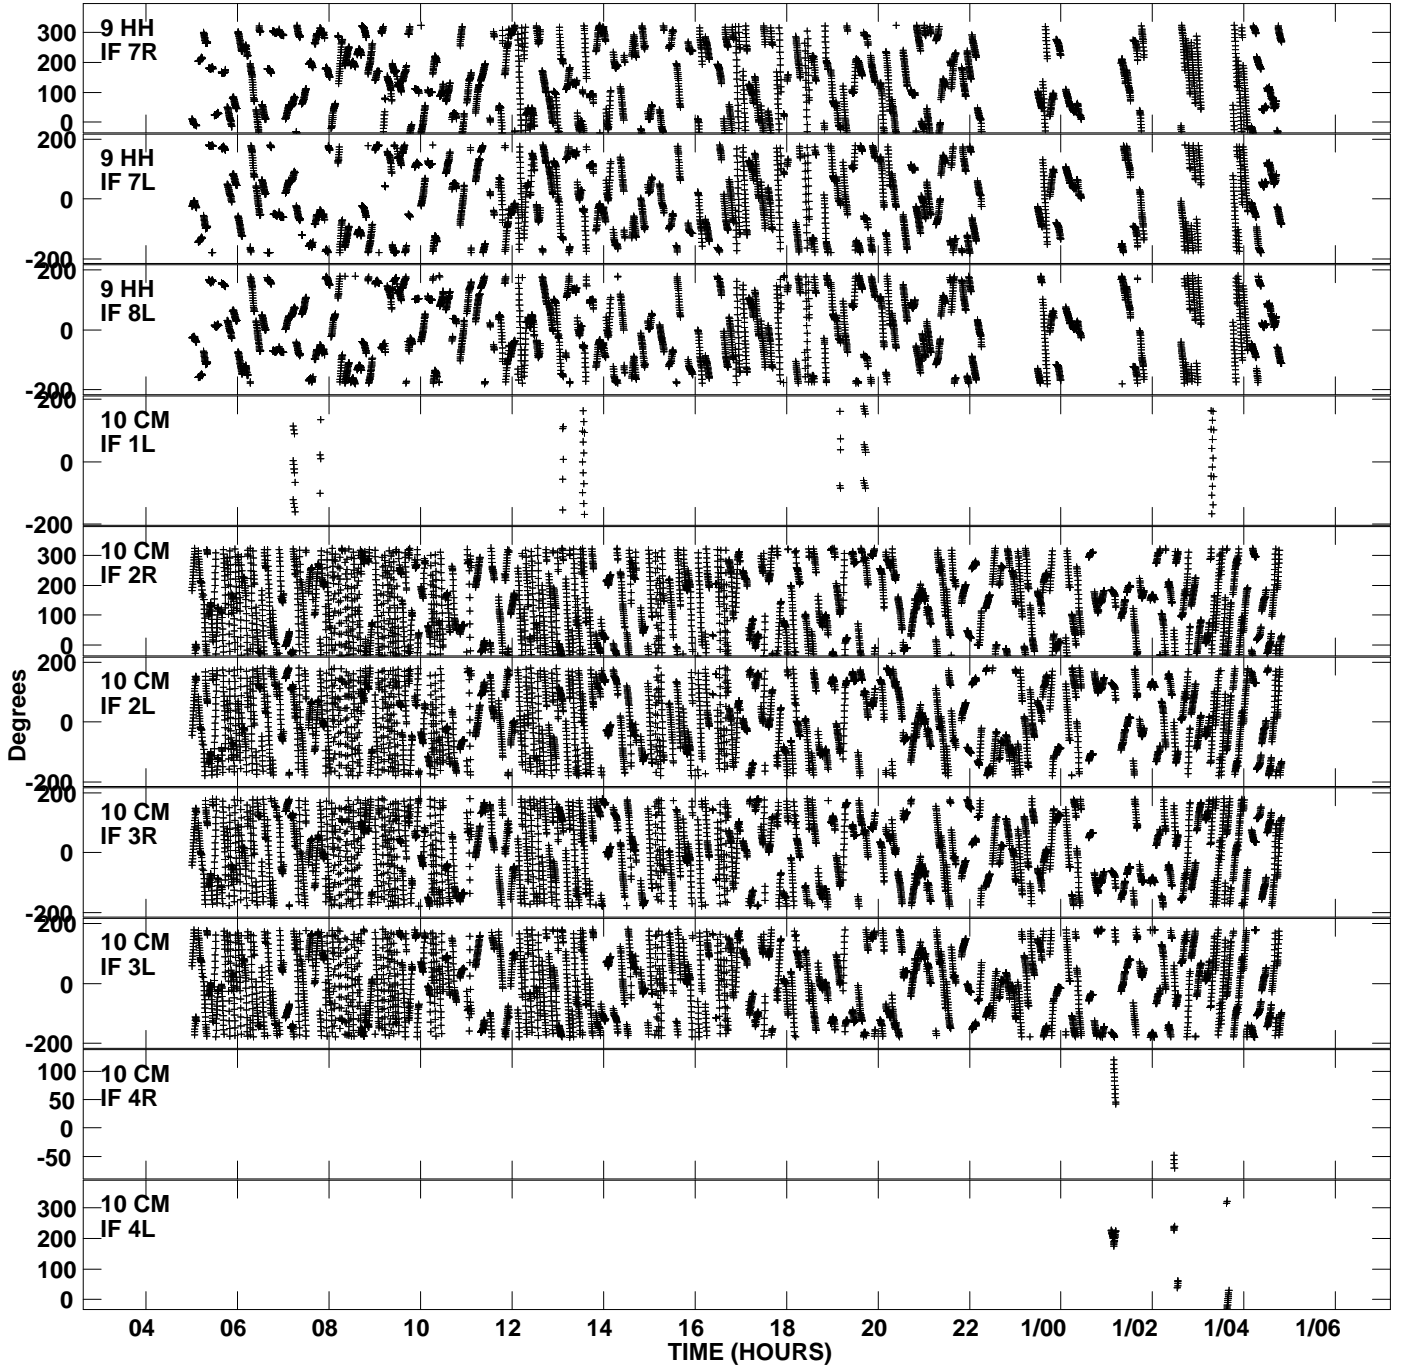 9 HH
IF 7R
300
200
100
0
9 HH
IF 7L
200
0
-200
9 HH
IF 8L
200
0
-200
10 CM
IF 1L
200
0
-200
10 CM
IF 2R
300
200
100
0
10 CM
IF 2L
200
0
-200
10 CM
IF 3R
200
0
-200
10 CM
IF 3L
200
0
-200
10 CM
IF 4R
100
50
0
-50
10 CM
IF 4L
300
200
100
0
Degrees
04 06 08 10 12 14 16 18 20 22 1/00 1/02 1/04 1/06
TIME (HOURS)